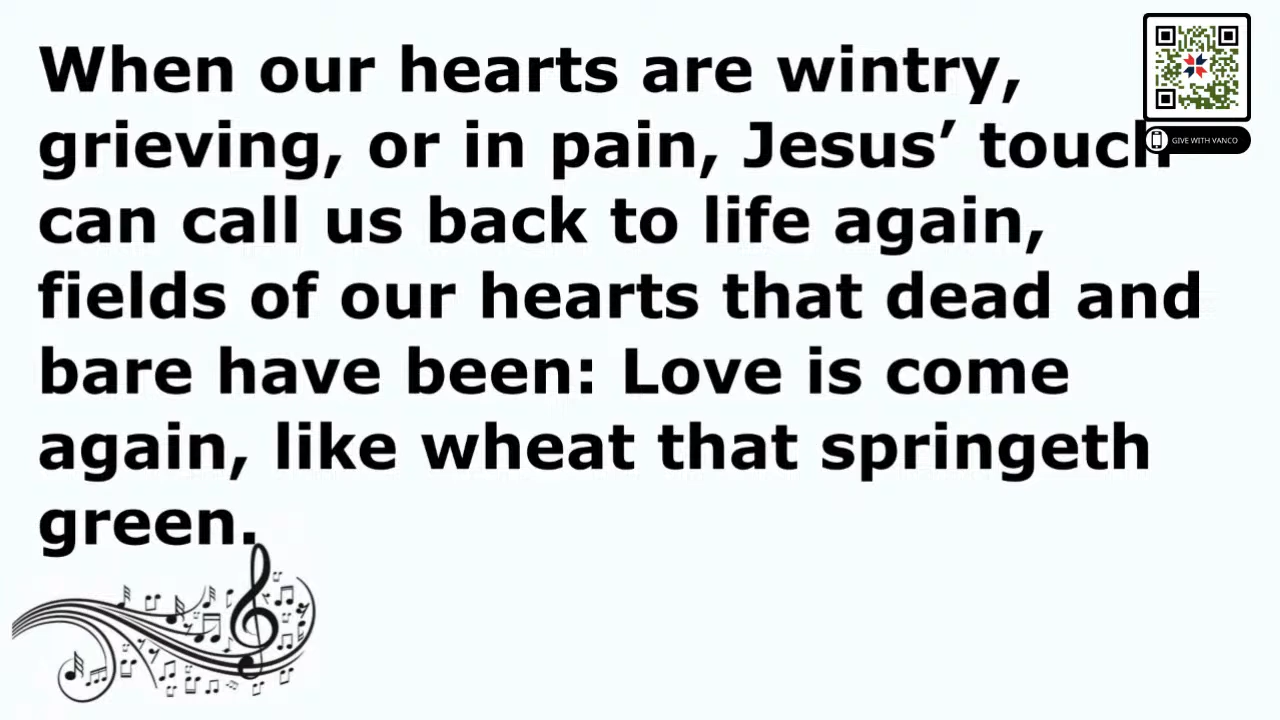 When our hearts are wintry,
grieving, or in pain, Jesus’ touch
can call us back to life again,
fields of our hearts that dead and
bare have been: Love is come
again, like wheat that springeth
green.
GIVE WITH VANCO